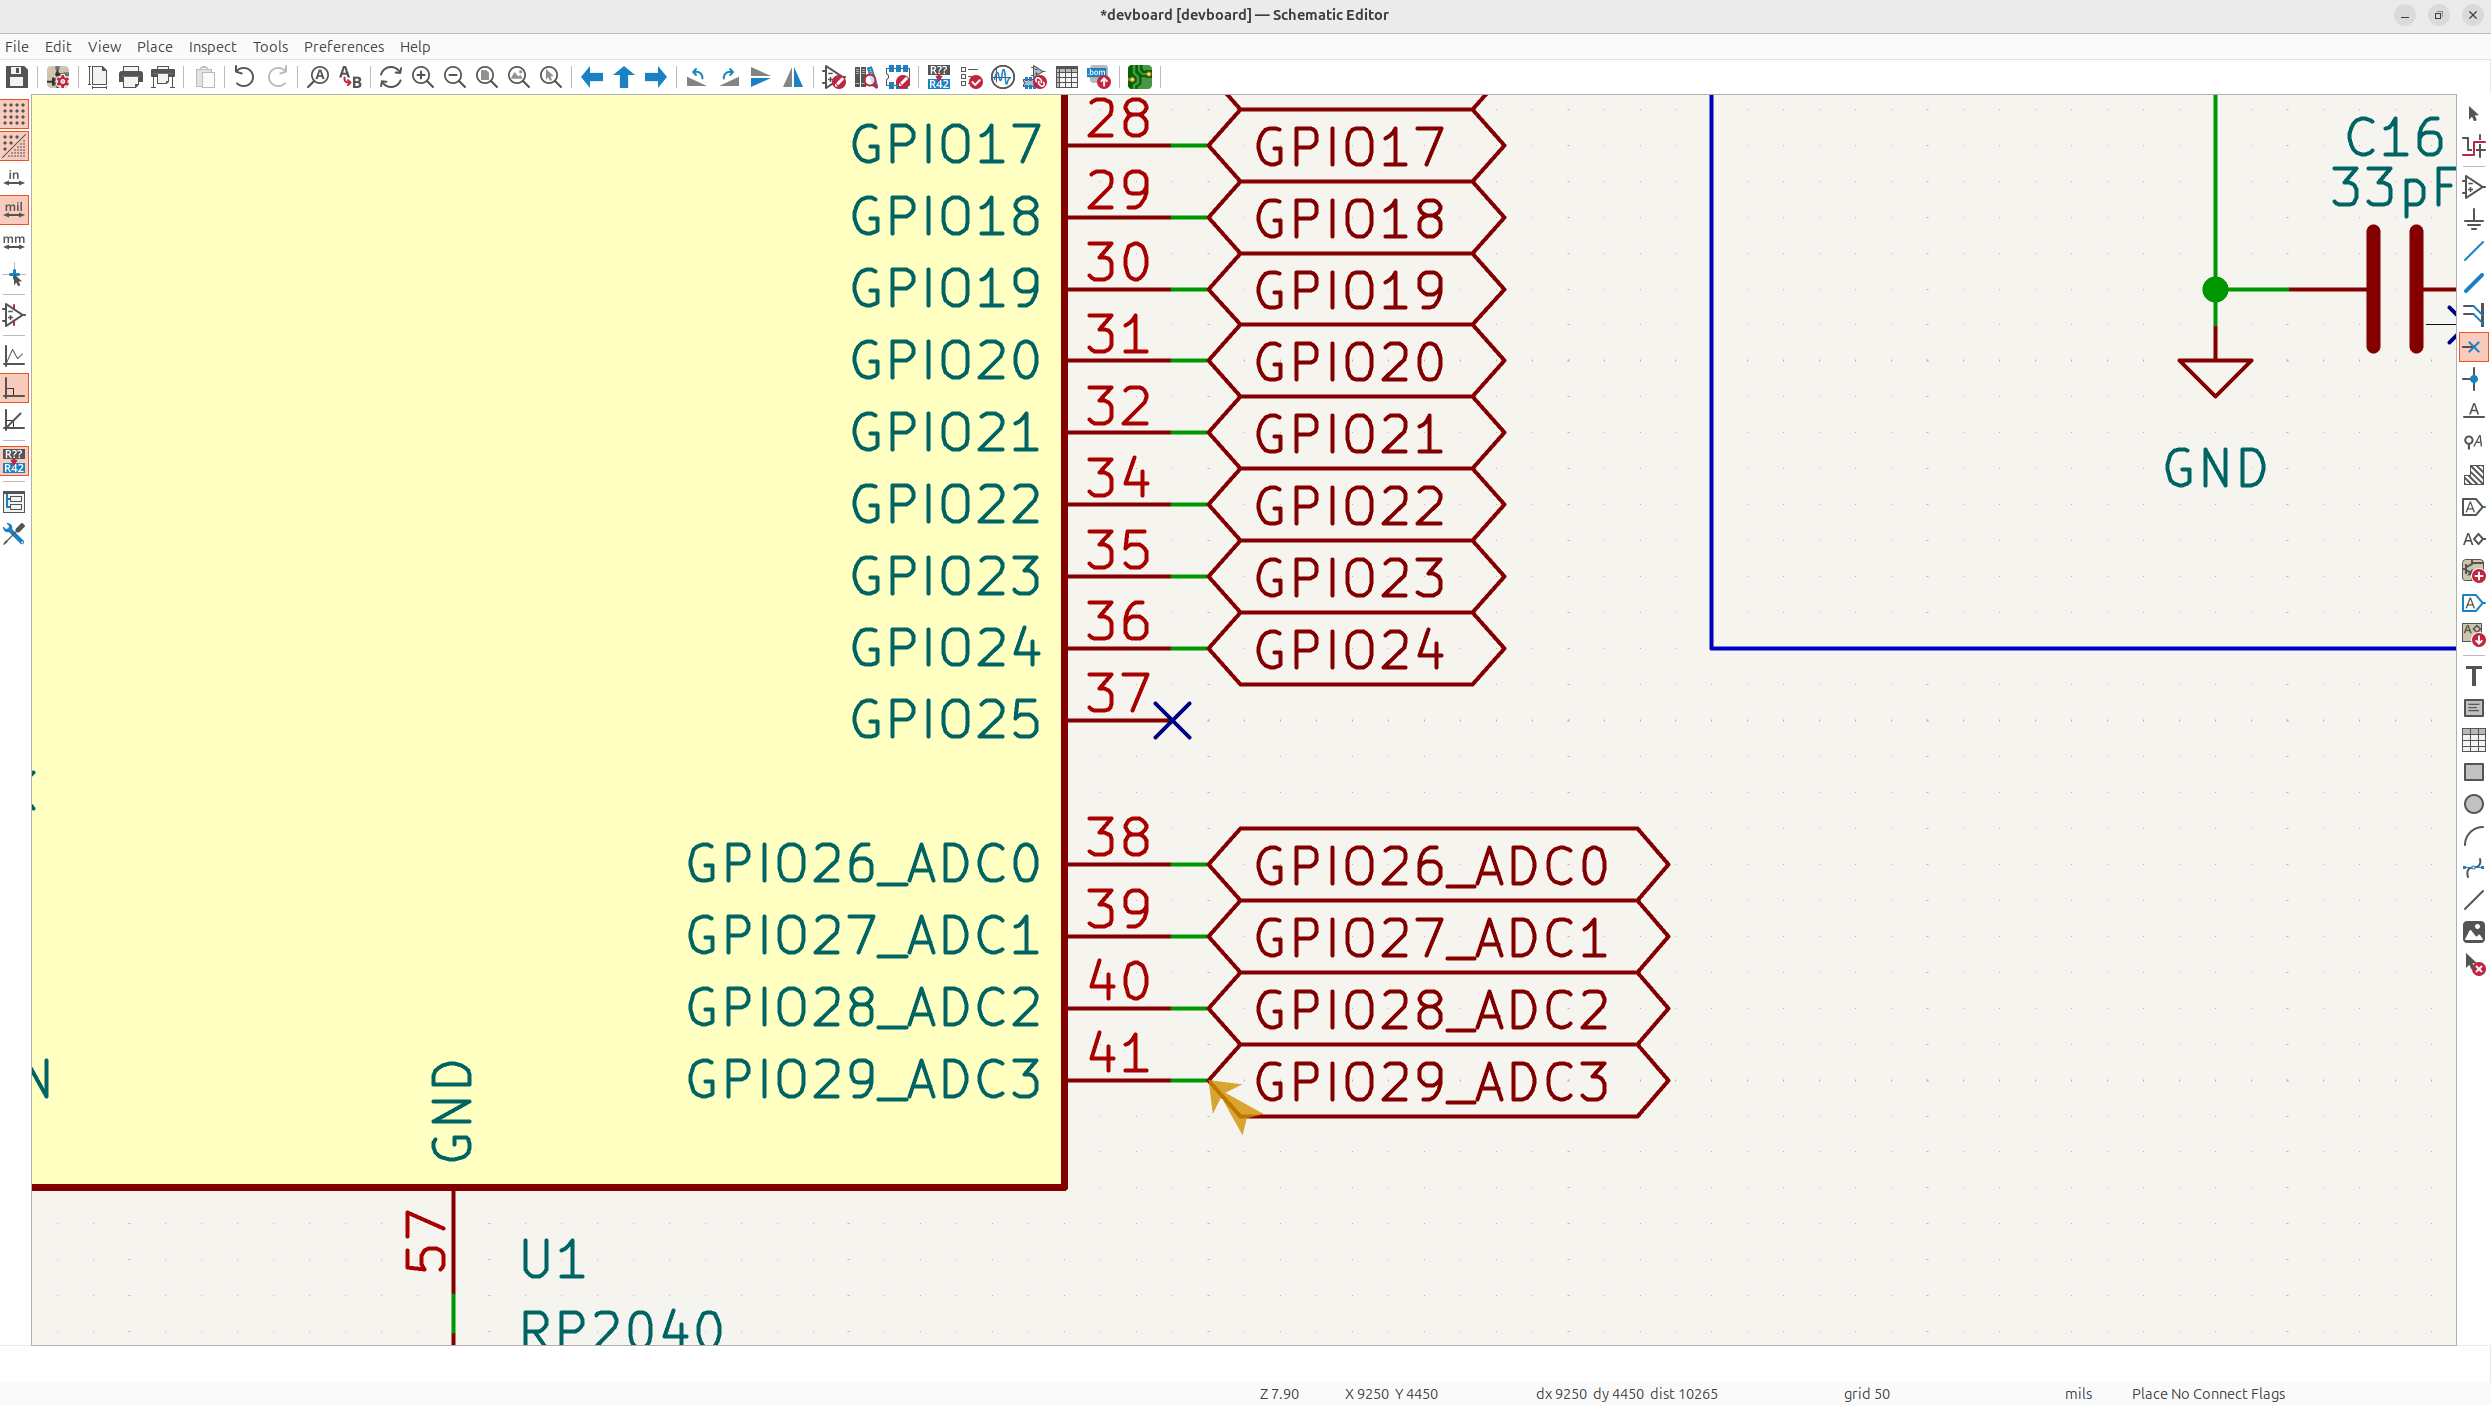 *devboard [devboard] — Schematic Editor
File Edit View Place Inspect Tools Preferences Help
in
mil
mm
R??
R42
R??
R42
bom
GPIO17 28 GPIO17
GPIO18 29 GPIO18
GPIO19 30 GPIO19
GPIO20 31 GPIO20
GPIO21 32 GPIO21
GPIO22 34 GPIO22
GPIO23 35 GPIO23
GPIO24 36 GPIO24
GPIO25 37
GPIO26_ADC0 38 GPIO26_ADC0
GPIO27_ADC1 39 GPIO27_ADC1
GPIO28_ADC2 40 GPIO28_ADC2
GPIO29_ADC3 41 GPIO29_ADC3
C16
33pF
GND
N
GND
57
U1
RP2040
Z 7.90 X 9250 Y 4450 dx 9250 dy 4450 dist 10265 grid 50 mils Place No Connect Flags